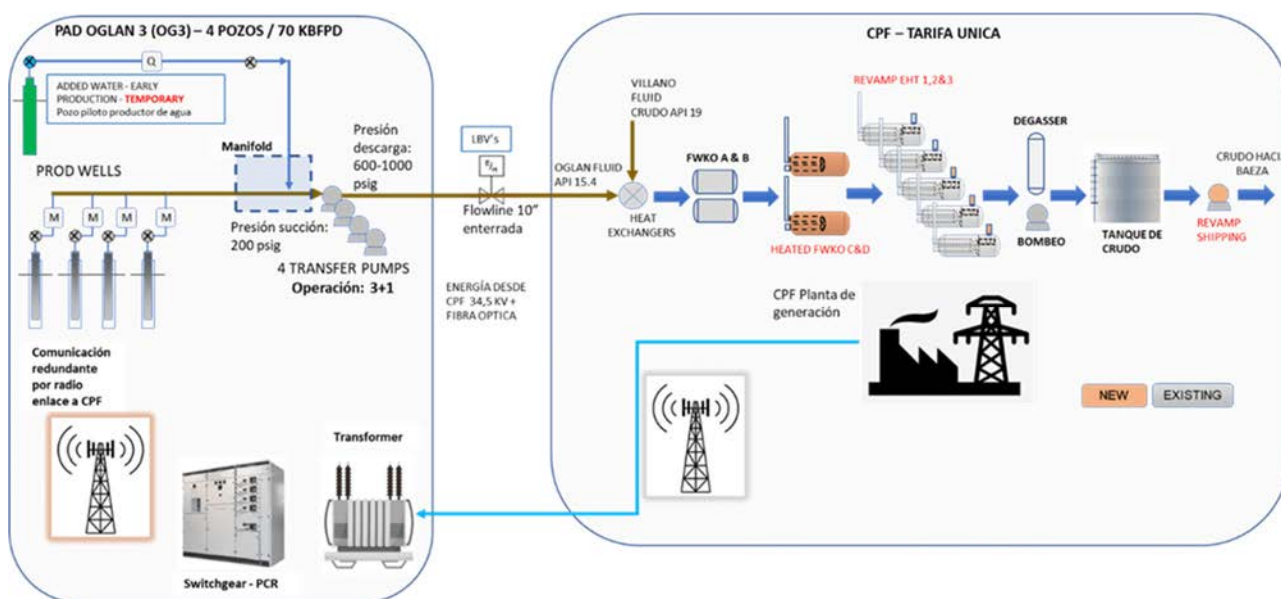 PAD OGLAN 3 (OG3) – 4 POZOS / 70 KBFPD
Q
ADDED WATER - EARLY
PRODUCTION - TEMPORARY
Pozo piloto productor de agua
PROD WELLS
M
M
M
M
Manifold
Presión
descarga:
600-1000
psig
Presión succión:
200 psig
4 TRANSFER PUMPS
Operación: 3+1
Comunicación
redundante
por radio
enlace a CPF
Switchgear - PCR
Transformer
LBV's
Flowline 10"
enterrada
OGLAN FLUID
API 15.4
ENERGÍA DESDE
CPF 34,5 KV +
FIBRA OPTICA
CPF – TARIFA UNICA
VILLANO
FLUID
CRUDO API 19
HEAT
EXCHANGERS
FWKO A & B
HEATED FWKO C&D
REVAMP EHT 1,2&3
DEGASSER
BOMBEO
TANQUE DE
CRUDO
CRUDO HACI
BAEZA
REVAMP
SHIPPING
CPF Planta de
generación
NEW
EXISTING